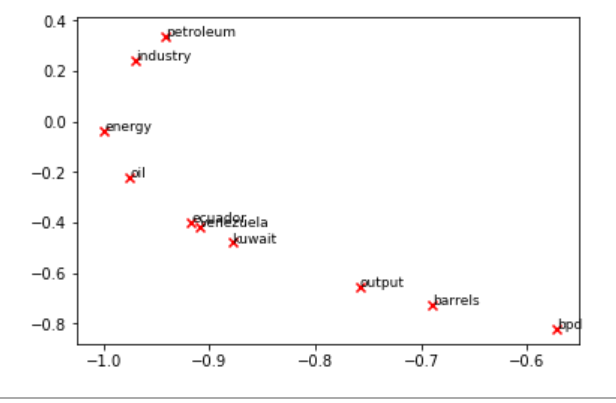 0.4
petroleum
industry
0.2
0.0
energy
−0.2
oil
−0.4
ecuador
venezuela
kuwait
−0.6
output
barrels
−0.8
bpd
−1.0 −0.9 −0.8 −0.7 −0.6